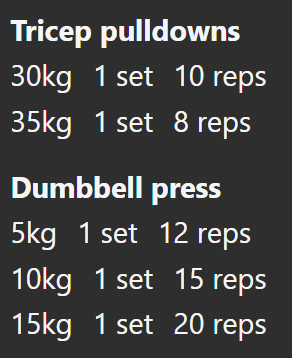 Tricep pulldowns
30kg 1 set 10 reps
35kg 1 set 8 reps
Dumbbell press
5kg 1 set 12 reps
10kg 1 set 15 reps
15kg 1 set 20 reps